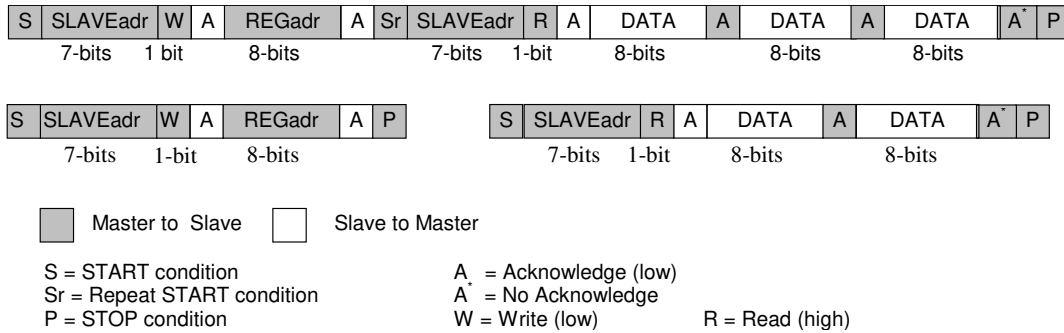 S SLAVEadr W A REGadr A Sr SLAVEadr R A DATA A DATA A DATA A* P
7-bits 1 bit 8-bits 7-bits 1-bit 8-bits 8-bits 8-bits
S SLAVEadr W A REGadr A P S SLAVEadr R A DATA A DATA A* P
7-bits 1-bit 8-bits 7-bits 1-bit 8-bits 8-bits
Master to Slave Slave to Master
S = START condition A = Acknowledge (low)
Sr = Repeat START condition A* = No Acknowledge
P = STOP condition W = Write (low) R = Read (high)